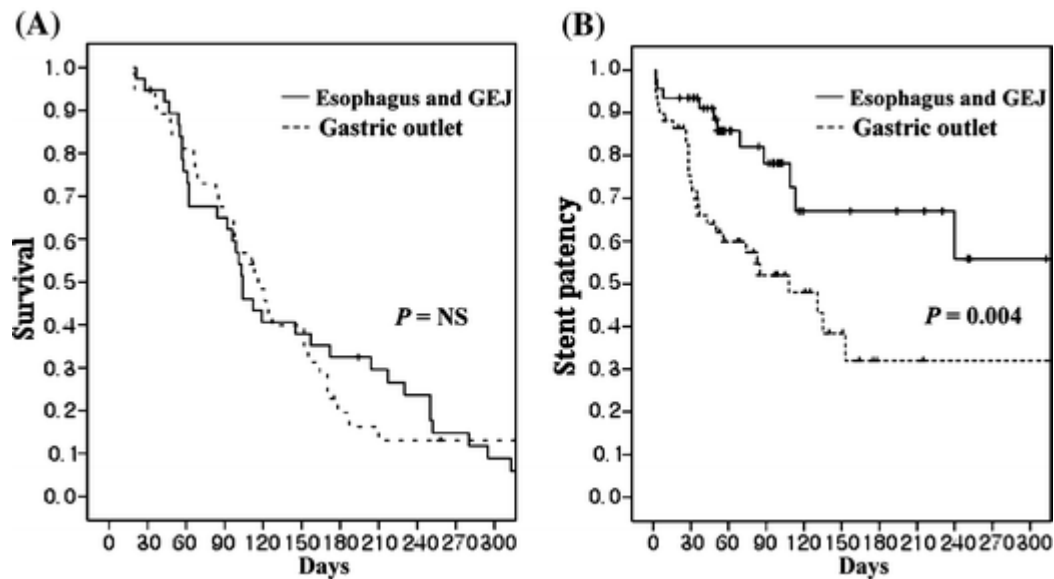 (A)
Survival
1.0
0.9
0.8
0.7
0.6
0.5
0.4
0.3
0.2
0.1
0.0
Esophagus and GEJ
Gastric outlet
P = NS
0 30 60 90 120 150 180 210 240 270 300
Days
(B)
Stent patency
1.0
0.9
0.8
0.7
0.6
0.5
0.4
0.3
0.2
0.1
0.0
Esophagus and GEJ
Gastric outlet
P = 0.004
0 30 60 90 120 150 180 210 240 270 300
Days